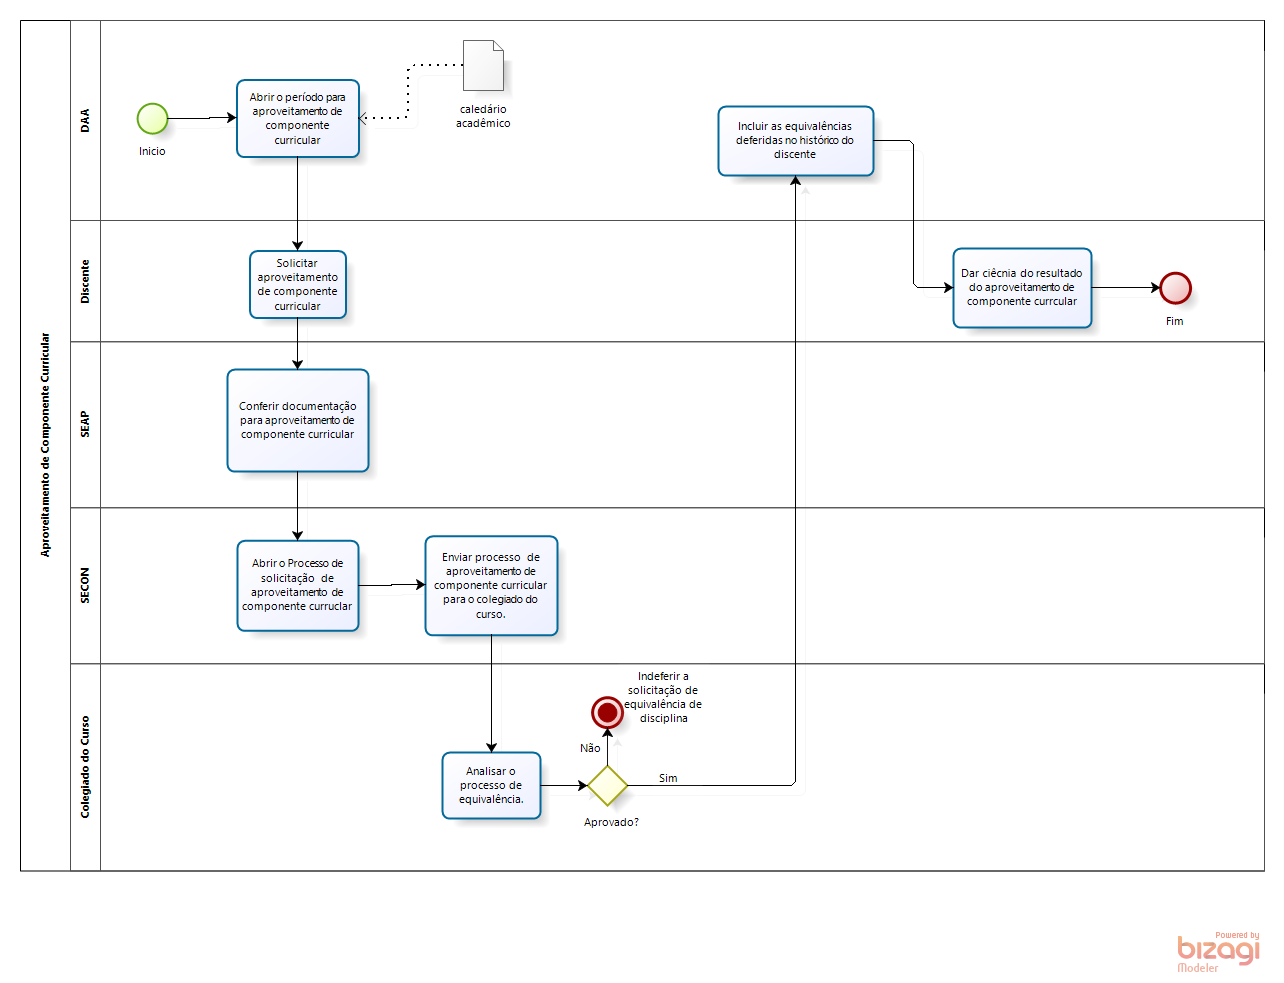 Aproveitamento de Componente Curricular
DAA
Inicio
Abrir o período para
aproveitamento de
componente
curricular
caledário
acadêmico
Incluir as equivalências
deferidas no histórico do
discente
Discente
Solicitar
aproveitamento
de componente
curricular
Dar ciêcnia do resultado
do aproveitamento de
componente currcular
Fim
SEAP
Conferir documentação
para aproveitamento de
componente curricular
SECON
Abrir o Processo de
solicitação de
aproveitamento de
componente curruclar
Enviar processo de
aproveitamento de
componente curricular
para o colegiado do
curso.
Colegiado do Curso
Analisar o
processo de
equivalência.
Aprovado?
Não
Indeferir a
solicitação de
equivalência de
disciplina
Sim
Powered by
bizagi
Modeler